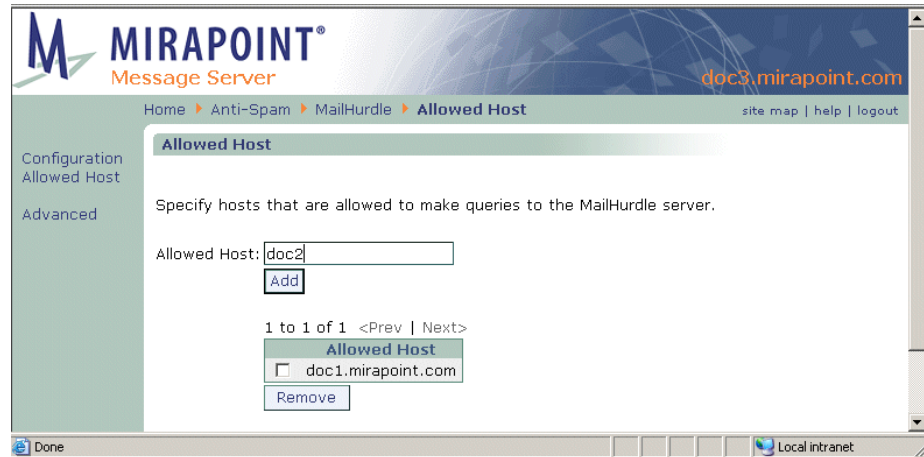 MIRAPOINT®
Message Server
doc3.mirapoint.com
Home Anti-Spam MailHurdle Allowed Host
site map | help | logout
Configuration
Allowed Host
Advanced
Allowed Host
Specify hosts that are allowed to make queries to the MailHurdle server.
Allowed Host: doc2
Add
1 to 1 of 1 <Prev | Next>
Allowed Host
doc1.mirapoint.com
Remove
Done
Local intranet